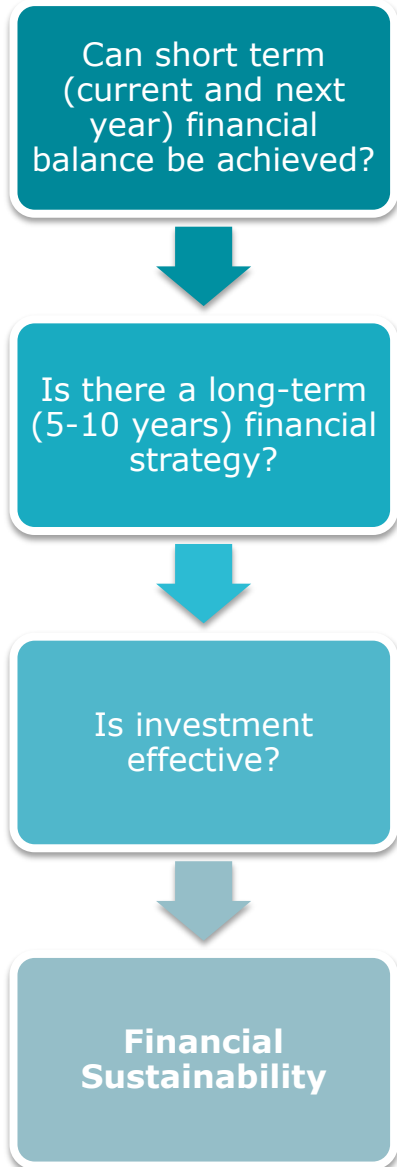 Can short term
(current and next
year) financial
balance be achieved?
Is there a long-term
(5-10 years) financial
strategy?
Is investment
effective?
Financial
Sustainability